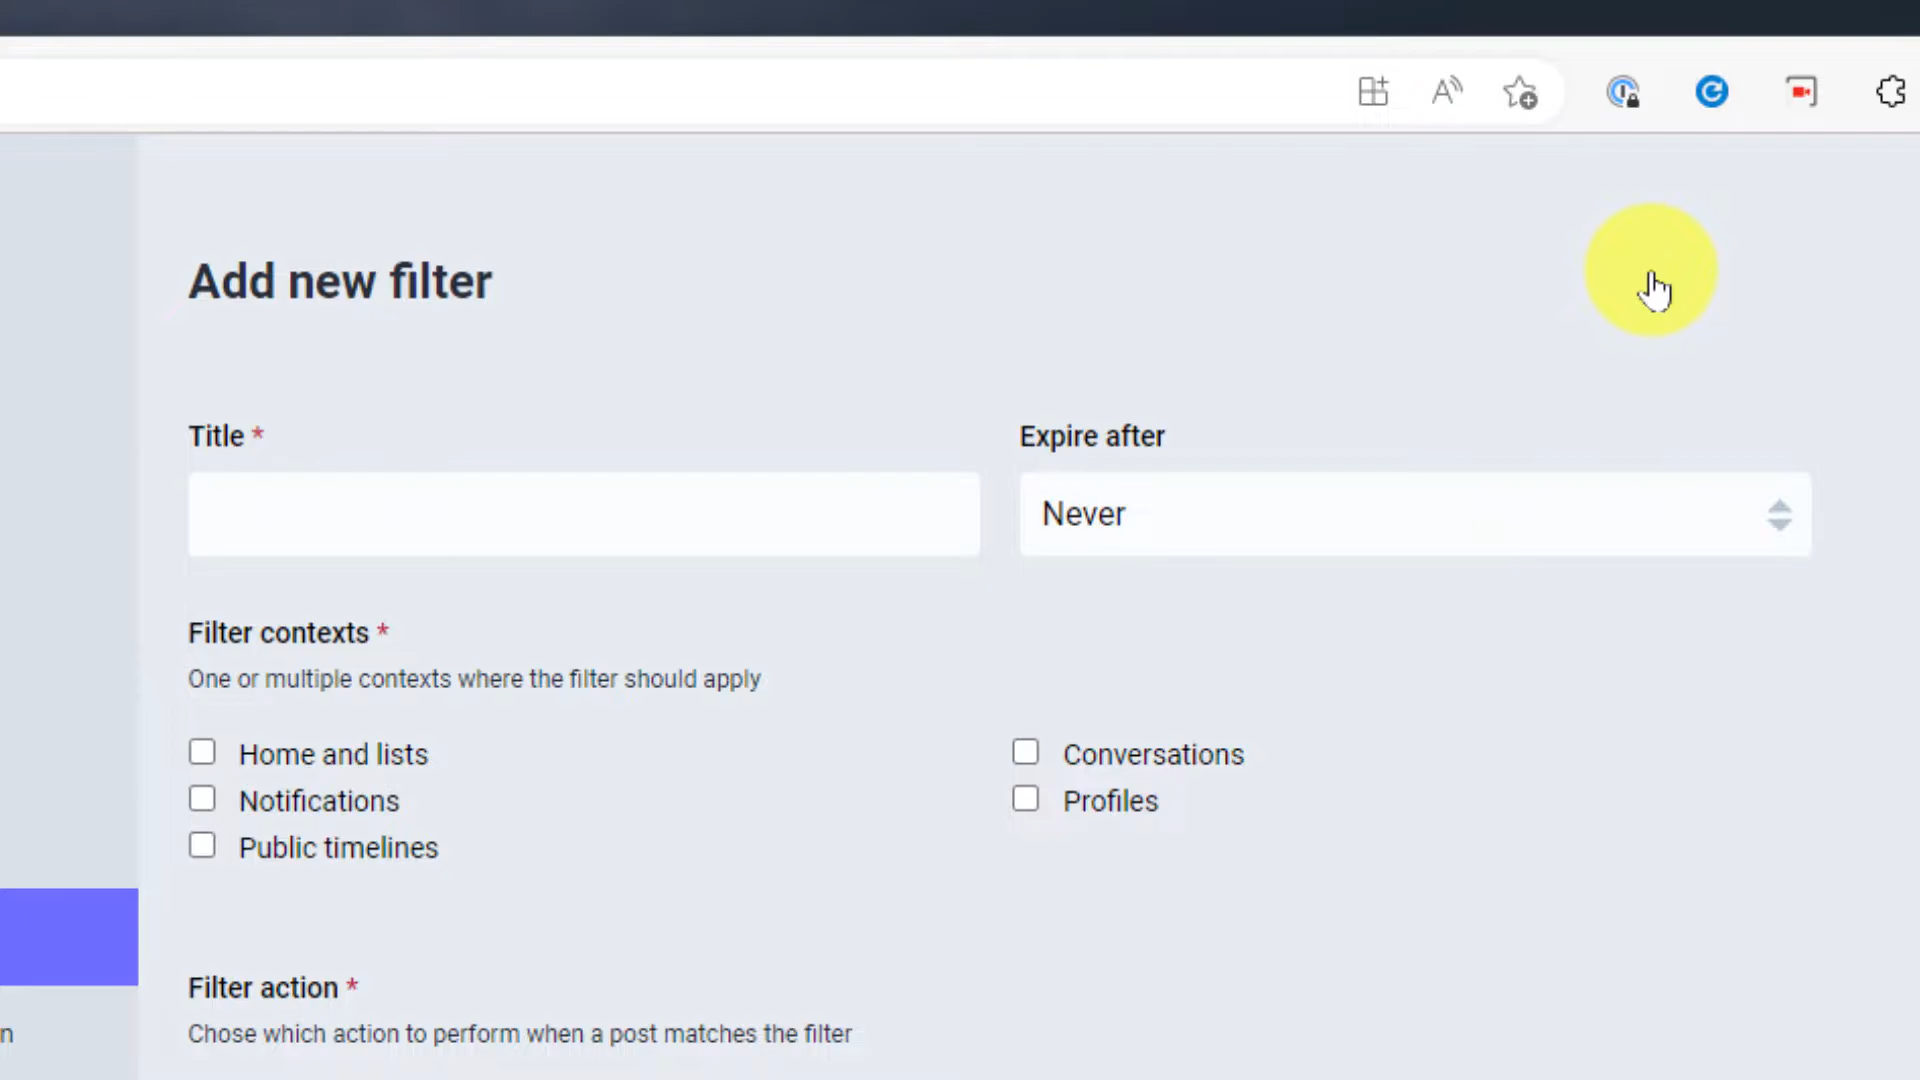 Add new filter
Title *
Expire after
Never
Filter contexts *
One or multiple contexts where the filter should apply
Home and lists
Conversations
Notifications
Profiles
Public timelines
Filter action *
n
Chose which action to perform when a post matches the filter